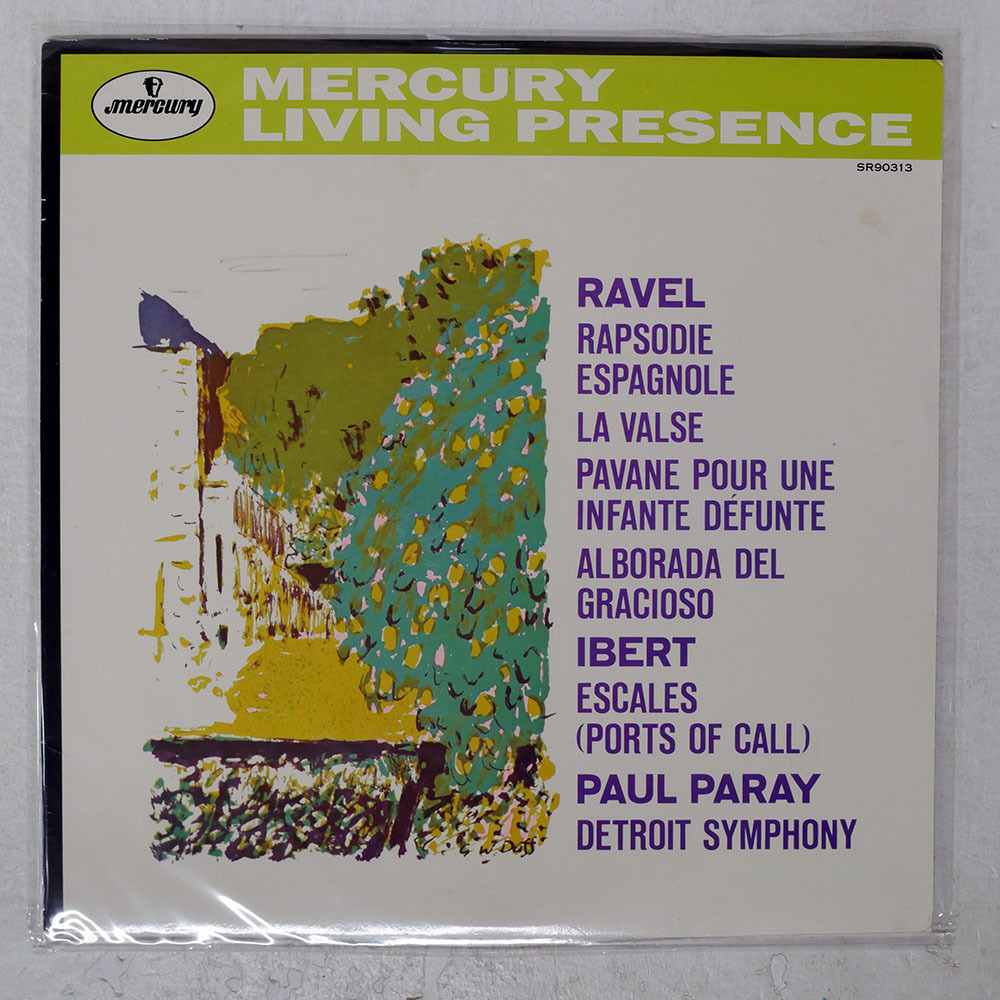 mercury
MERCURY
LIVING PRESENCE
SR90313
RAVEL
RAPSODIE
ESPAGNOLE
LA VALSE
PAVANE POUR UNE
INFANTE DÉFUNTE
ALBORADA DEL
GRACIOSO
IBERT
ESCALES
(PORTS OF CALL)
PAUL PARAY
DETROIT SYMPHONY
Duff